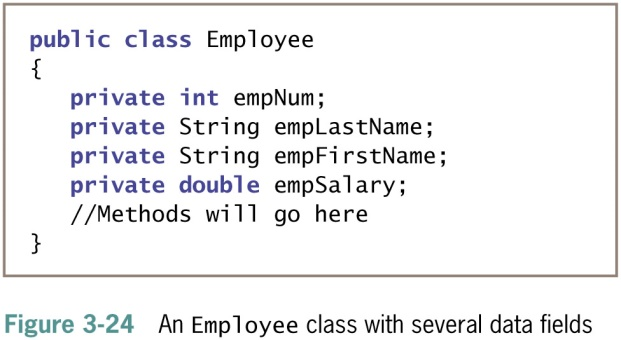 public class Employee
{
private int empNum;
private String empLastName;
private String empFirstName;
private double empSalary;
//Methods will go here
}
Figure 3-24 An Employee class with several data fields